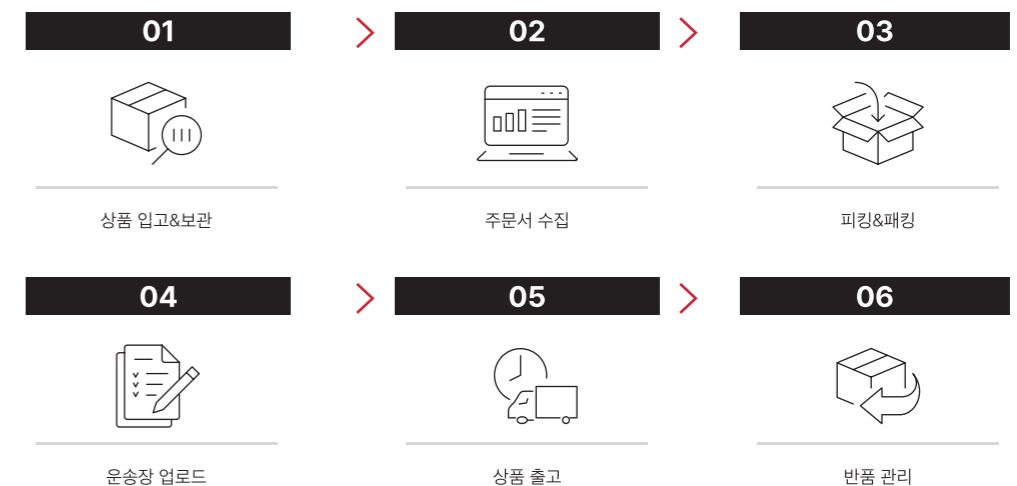 01
02
03
상품 입고&보관
주문서 수집
피킹&패킹
04
05
06
운송장 업로드
상품 출고
반품 관리